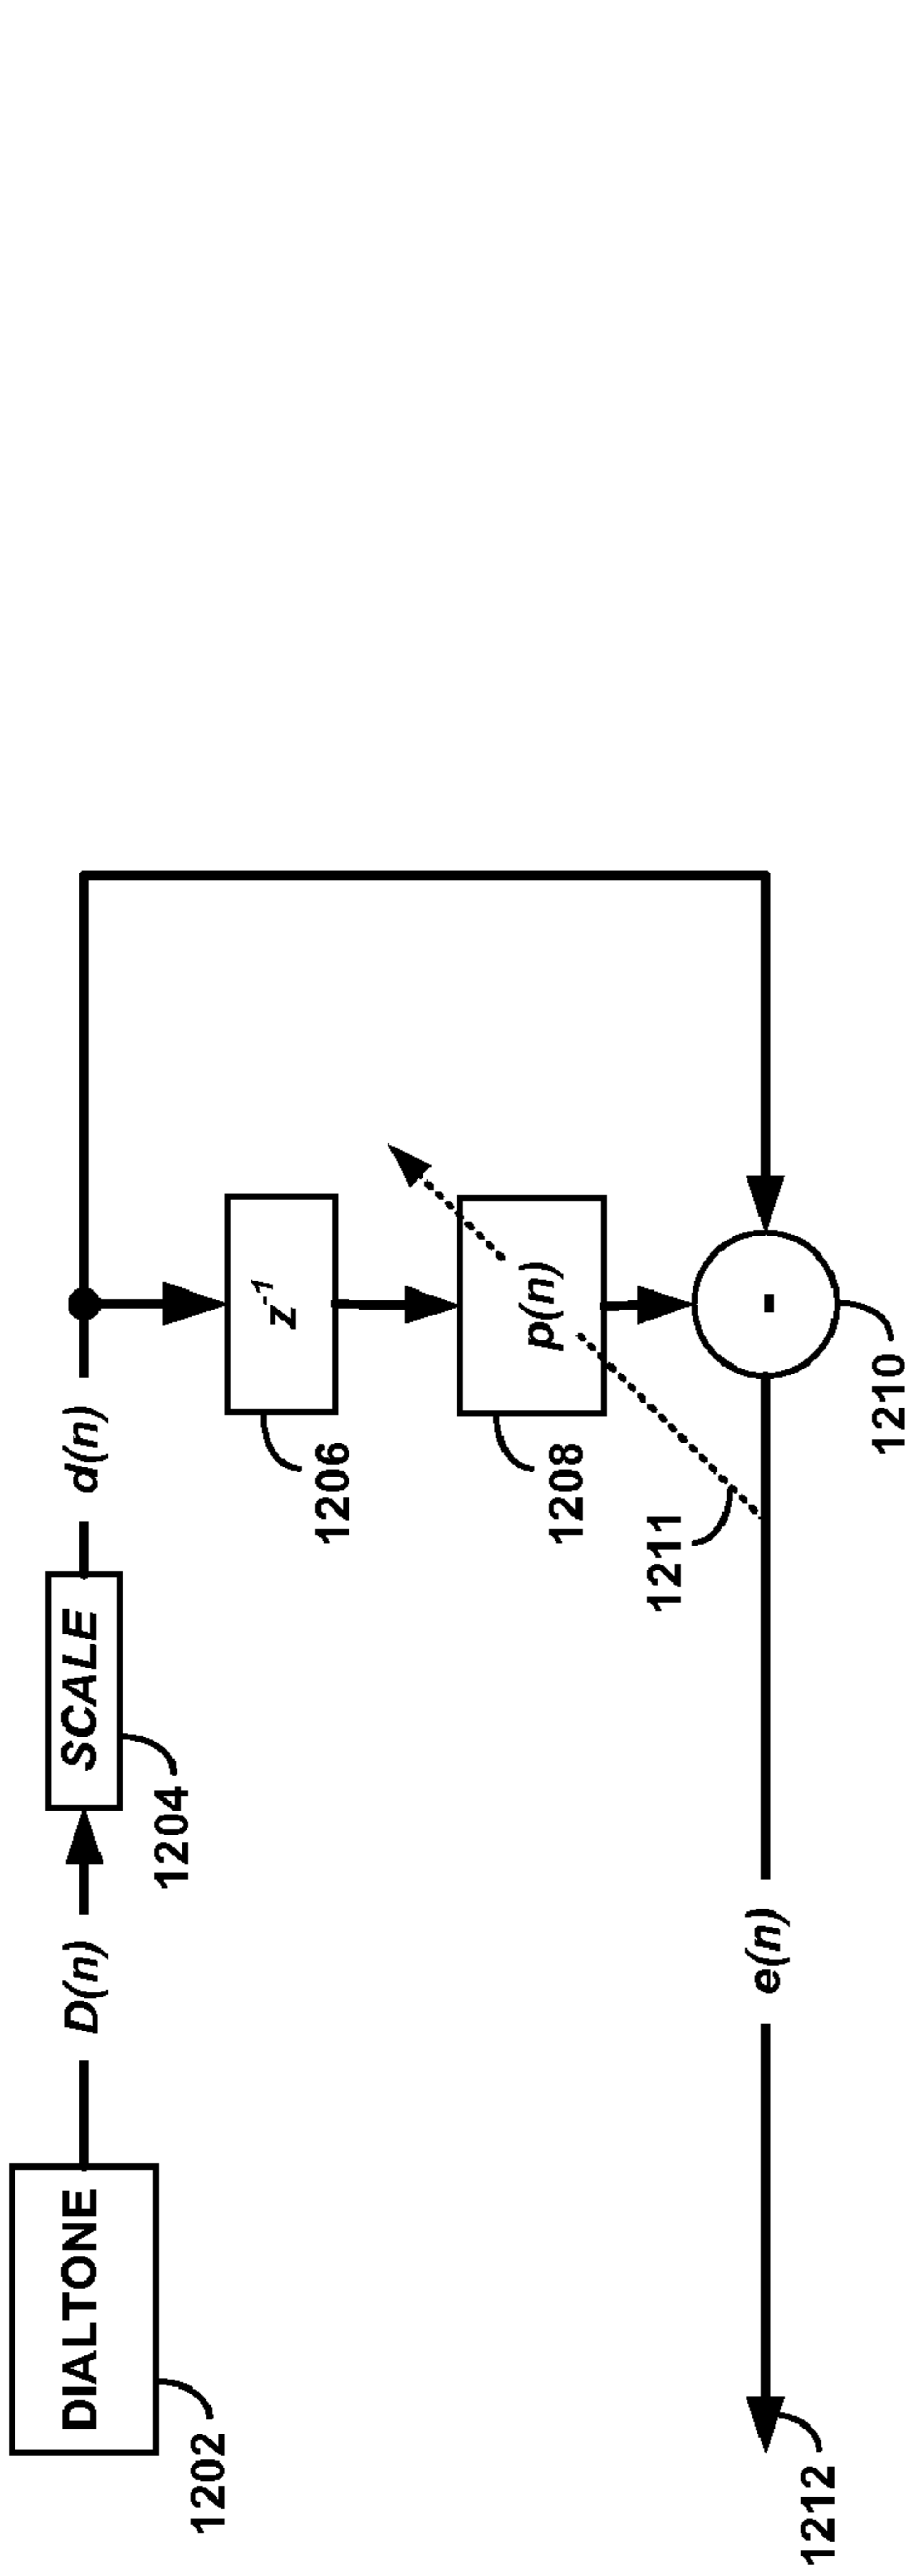 DIALTONE
D(n)
SCALE
d(n)
1202
1204
z⁻¹
1206
p(n)
1208
1211
-
e(n)
1210
1212